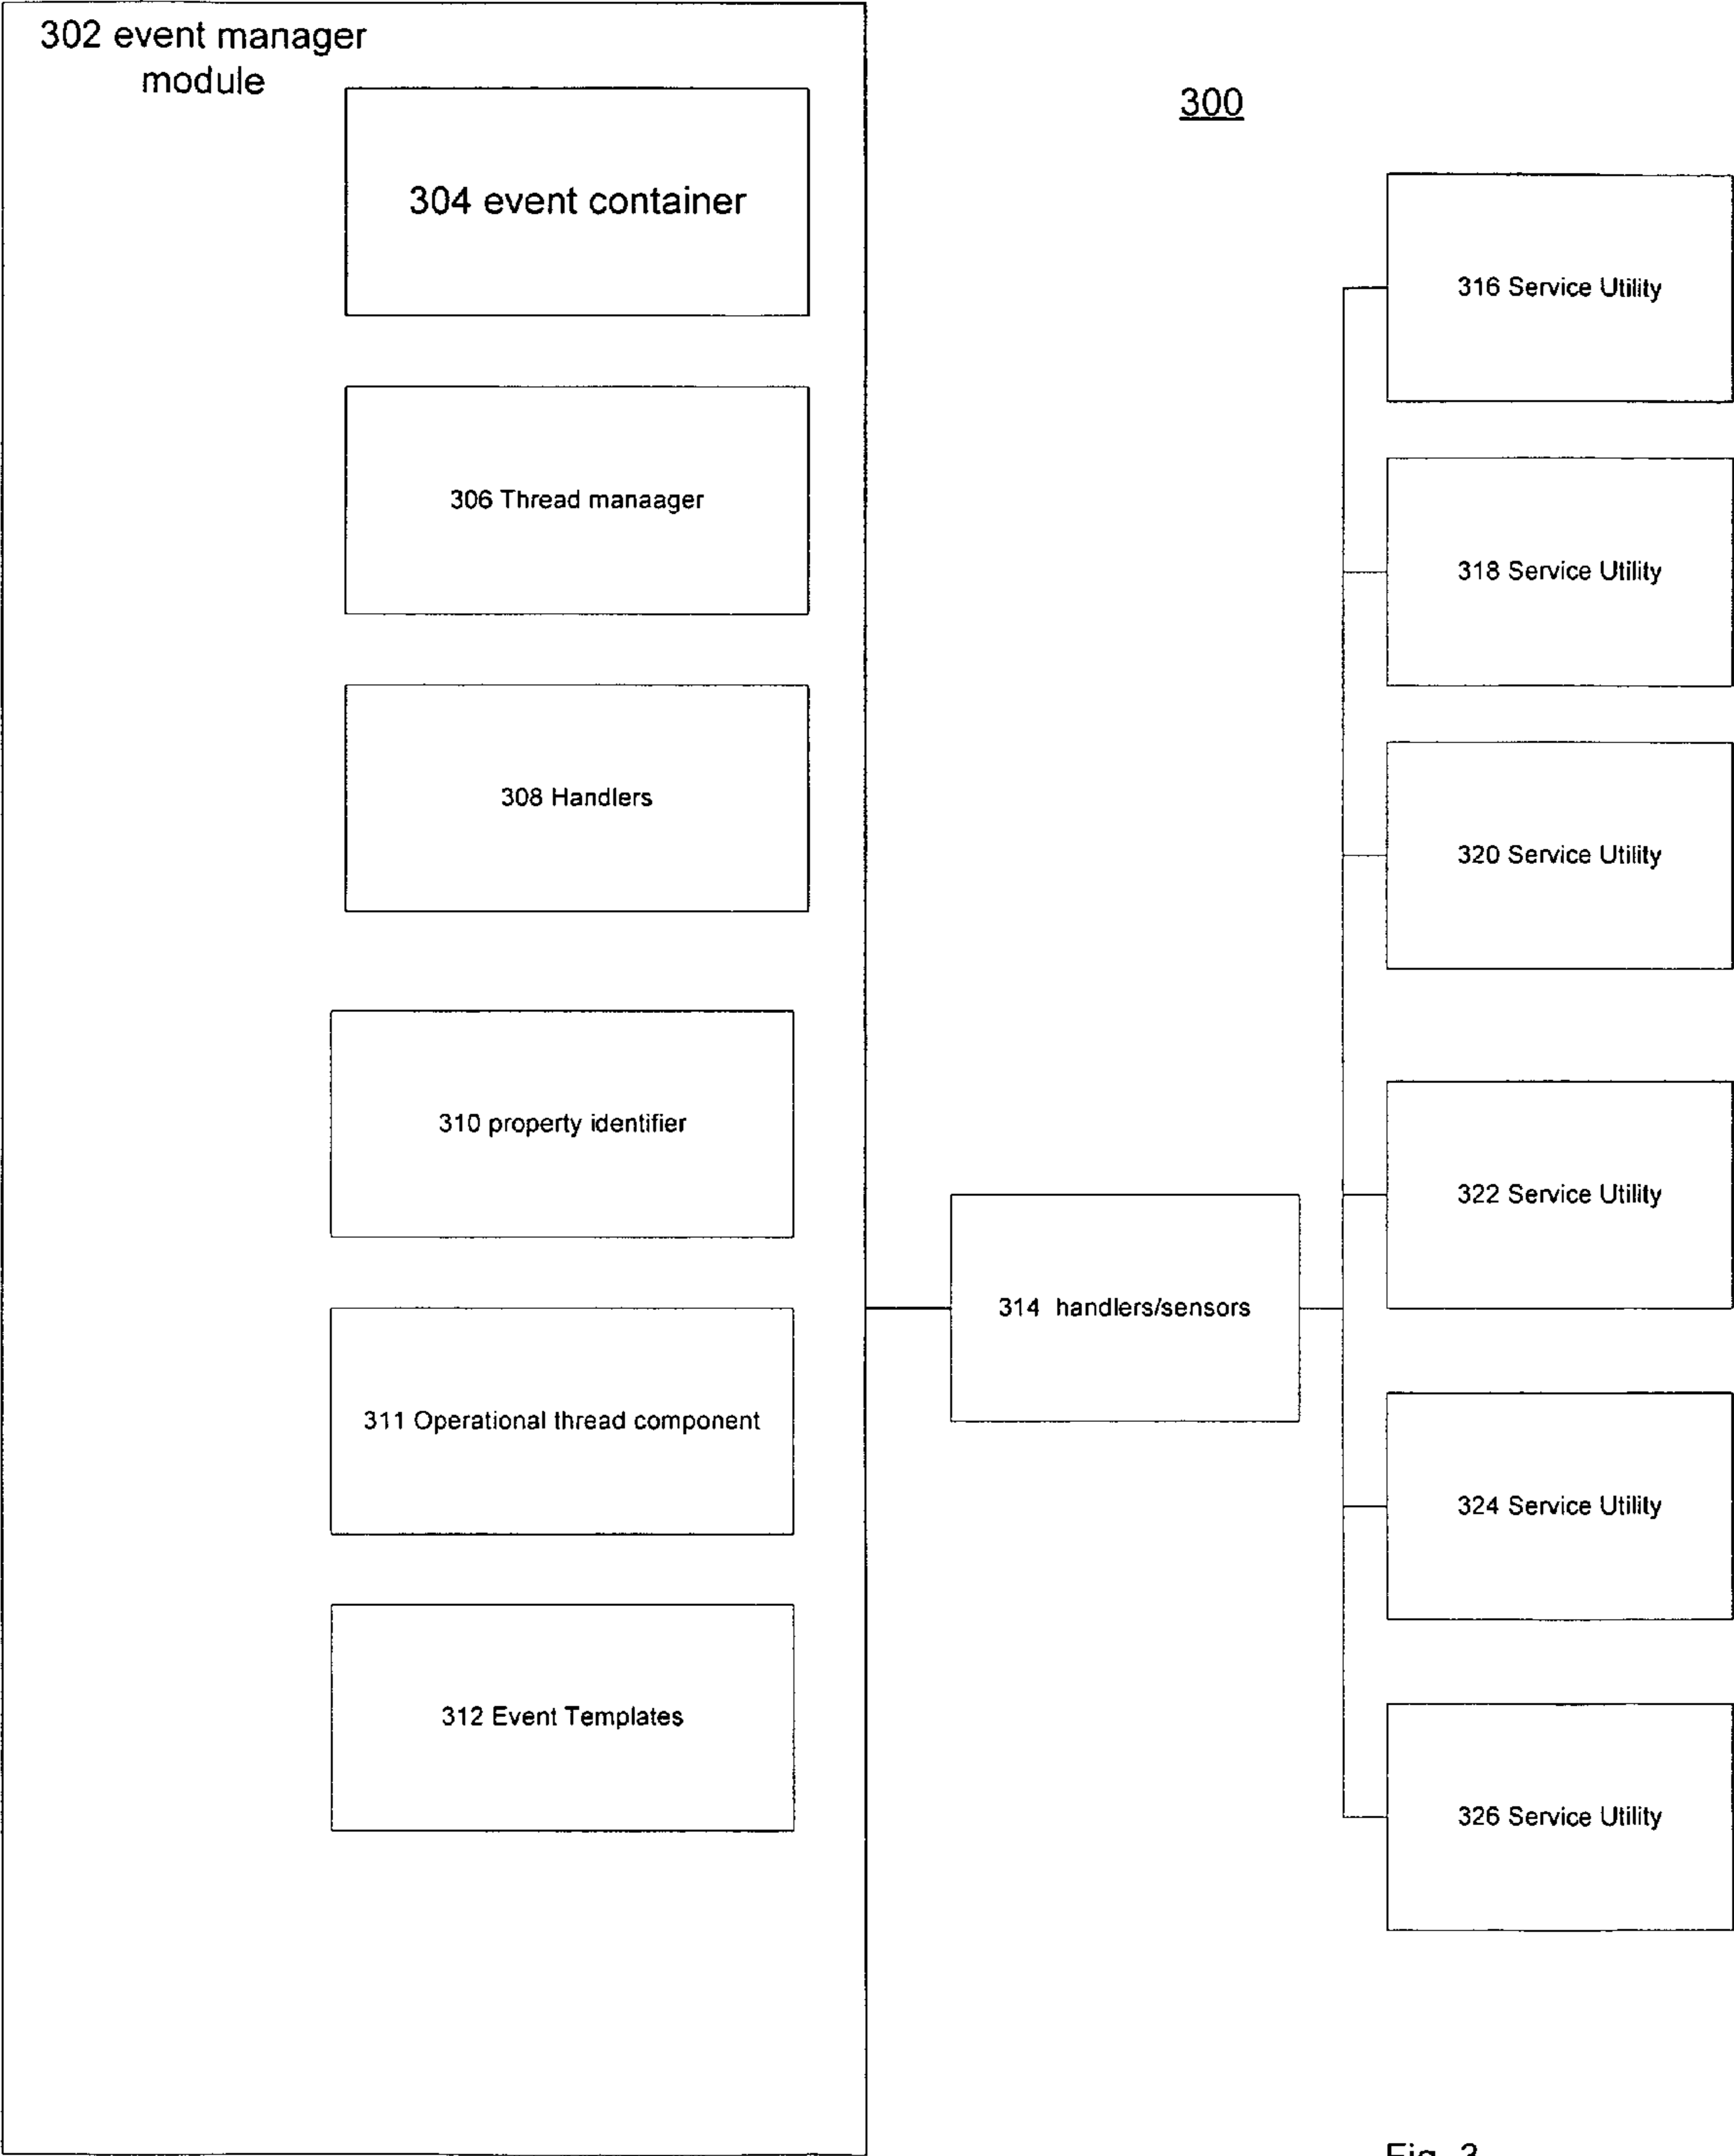 302 event manager
module
300
304 event container
316 Service Utility
306 Thread manaager
318 Service Utility
308 Handlers
320 Service Utility
310 property identifier
322 Service Utility
314 handlers/sensors
311 Operational thread component
324 Service Utility
312 Event Templates
326 Service Utility
Fig. 3